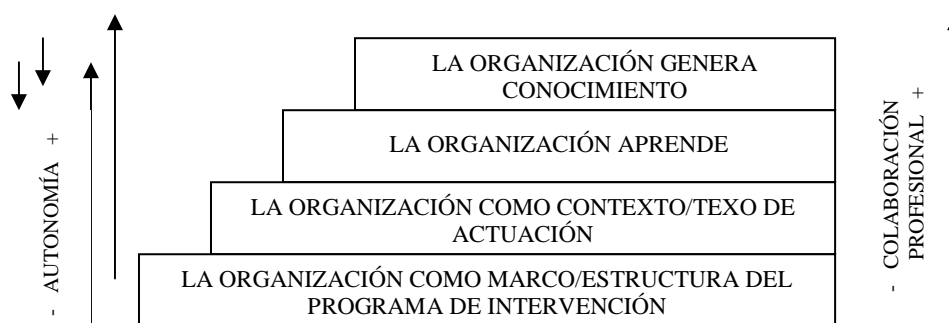 LA ORGANIZACIÓN GENERA
CONOCIMIENTO
LA ORGANIZACIÓN APRENDE
LA ORGANIZACIÓN COMO CONTEXTO/TEXO DE
ACTUACIÓN
LA ORGANIZACIÓN COMO MARCO/ESTRUCTURA DEL
PROGRAMA DE INTERVENCIÓN
- AUTONOMÍA +
- COLABORACIÓN
PROFESIONAL +